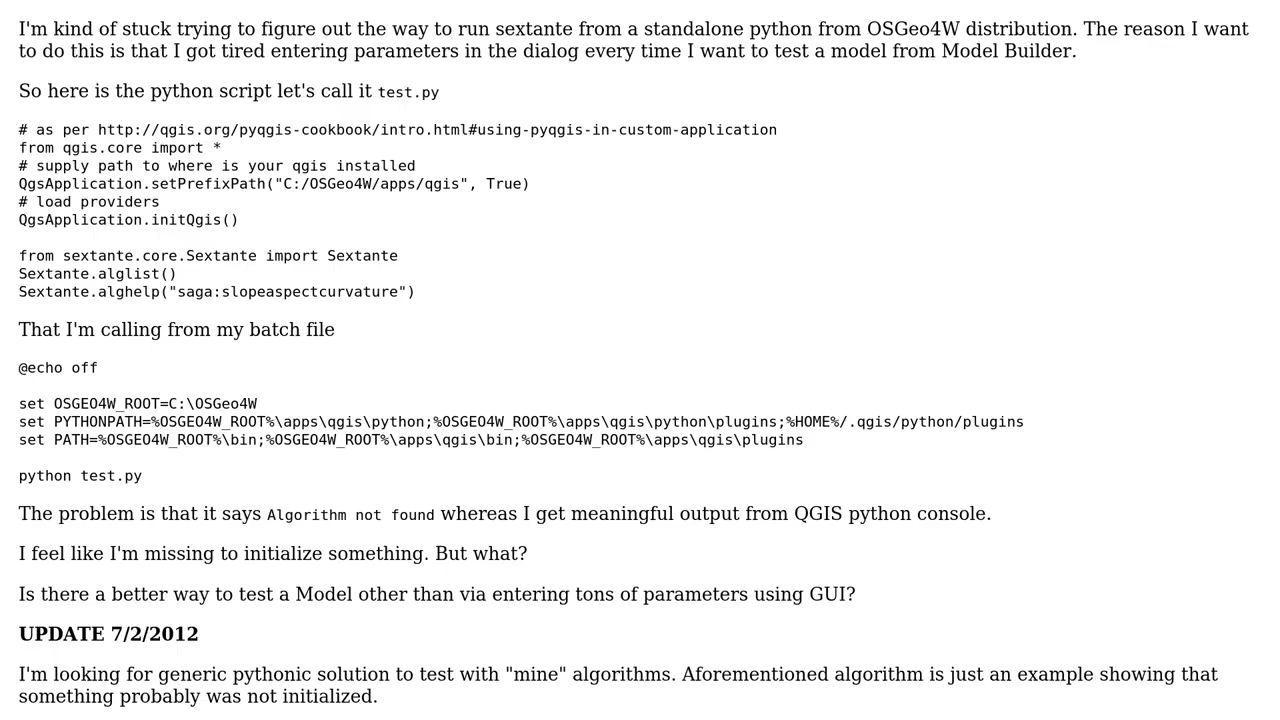 I'm kind of stuck trying to figure out the way to run sextante from a standalone python from OSGeo4W distribution. The reason I want
to do this is that I got tired entering parameters in the dialog every time I want to test a model from Model Builder.
So here is the python script let's call it test.py
# as per http://qgis.org/pyqgis-cookbook/intro.html#using-pyqgis-in-custom-application
from qgis.core import *
# supply path to where is your qgis installed
QgsApplication.setPrefixPath("C:/OSGeo4W/apps/qgis", True)
# load providers
QgsApplication.initQgis()
from sextante.core.Sextante import Sextante
Sextante.alglist()
Sextante.alghelp("saga:slopeaspectcurvature")
That I'm calling from my batch file
@echo off
set OSGEO4W_ROOT=C:\OSGeo4W
set PYTHONPATH=%OSGEO4W_ROOT%\apps\qgis\python;%OSGEO4W_ROOT%\apps\qgis\python\plugins;%HOME%/.qgis/python/plugins
set PATH=%OSGEO4W_ROOT%\bin;%OSGEO4W_ROOT%\apps\qgis\bin;%OSGEO4W_ROOT%\apps\qgis\plugins
python test.py
The problem is that it says Algorithm not found whereas I get meaningful output from QGIS python console.
I feel like I'm missing to initialize something. But what?
Is there a better way to test a Model other than via entering tons of parameters using GUI?
UPDATE 7/2/2012
I'm looking for generic pythonic solution to test with "mine" algorithms. Aforementioned algorithm is just an example showing that
something probably was not initialized.